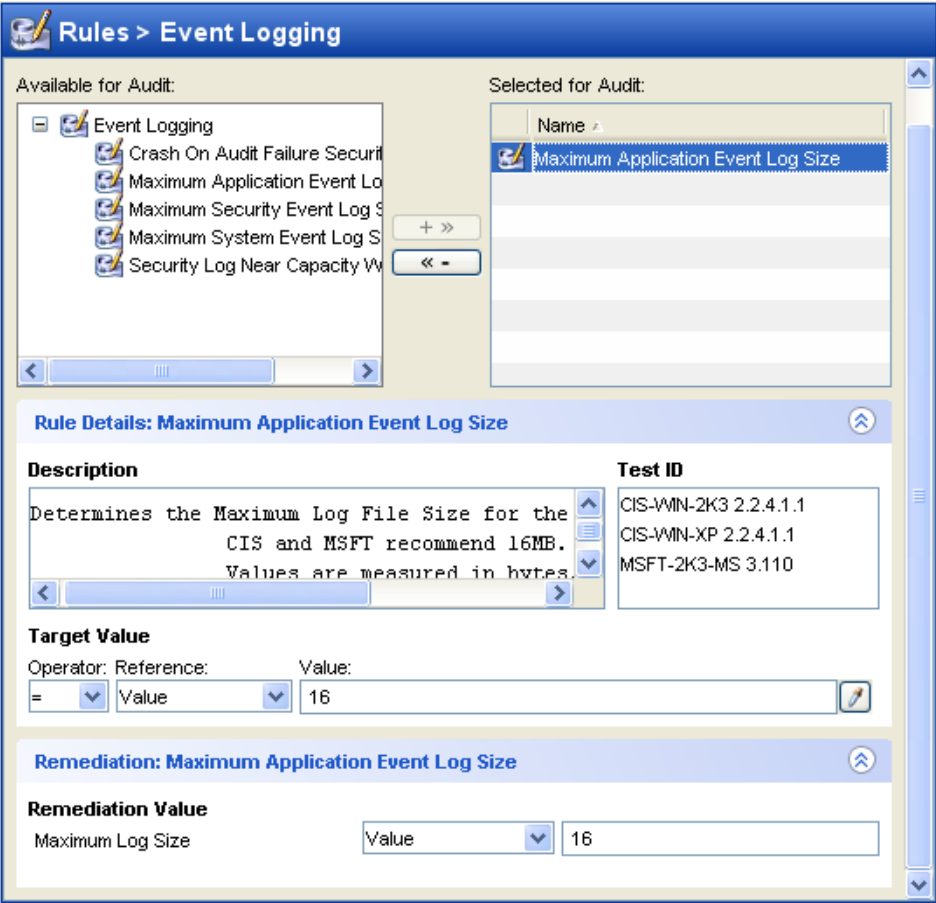 Rules > Event Logging
Available for Audit:
Event Logging
Crash On Audit Failure Securit
Maximum Application Event Lo
Maximum Security Event Log S
Maximum System Event Log S
Security Log Near Capacity W
+ »
« -
Selected for Audit:
Name
Maximum Application Event Log Size
Rule Details: Maximum Application Event Log Size
Description
Determines the Maximum Log File Size for the
CIS and MSFT recommend 16MB.
Values are measured in bytes.
Test ID
CIS-WIN-2K3 2.2.4.1.1
CIS-WIN-XP 2.2.4.1.1
MSFT-2K3-MS 3.110
Target Value
Operator: Reference: Value:
= Value 16
Remediation: Maximum Application Event Log Size
Remediation Value
Maximum Log Size Value 16